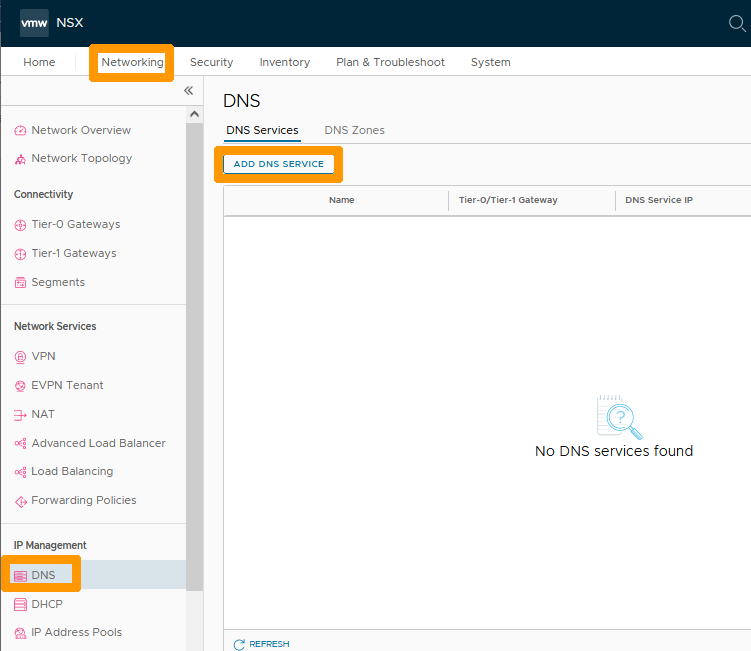 vmw NSX
Home Networking Security Inventory Plan & Troubleshoot System
Network Overview
Network Topology
Connectivity
Tier-0 Gateways
Tier-1 Gateways
Segments
Network Services
VPN
EVPN Tenant
NAT
Advanced Load Balancer
Load Balancing
Forwarding Policies
IP Management
DNS
DHCP
IP Address Pools
DNS
DNS Services DNS Zones
ADD DNS SERVICE
Name Tier-0/Tier-1 Gateway DNS Service IP
No DNS services found
REFRESH